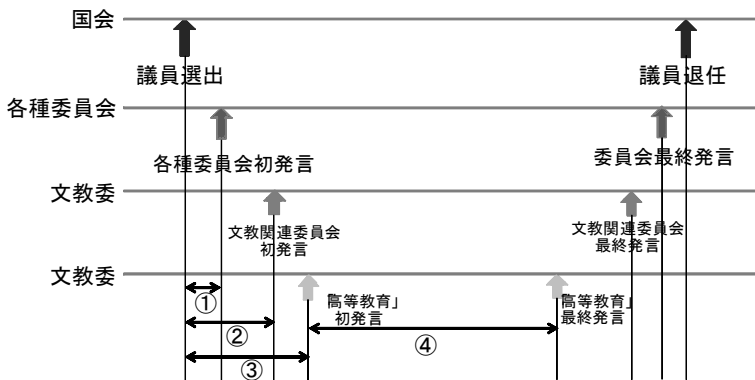 国会
議員選出
議員退任
各種委員会
各種委員会初発言
委員会最終発言
文教委
文教関連委員会
初発言
文教関連委員会
最終発言
文教委
①
「高等教育」
初発言
「高等教育」
最終発言
②
④
③